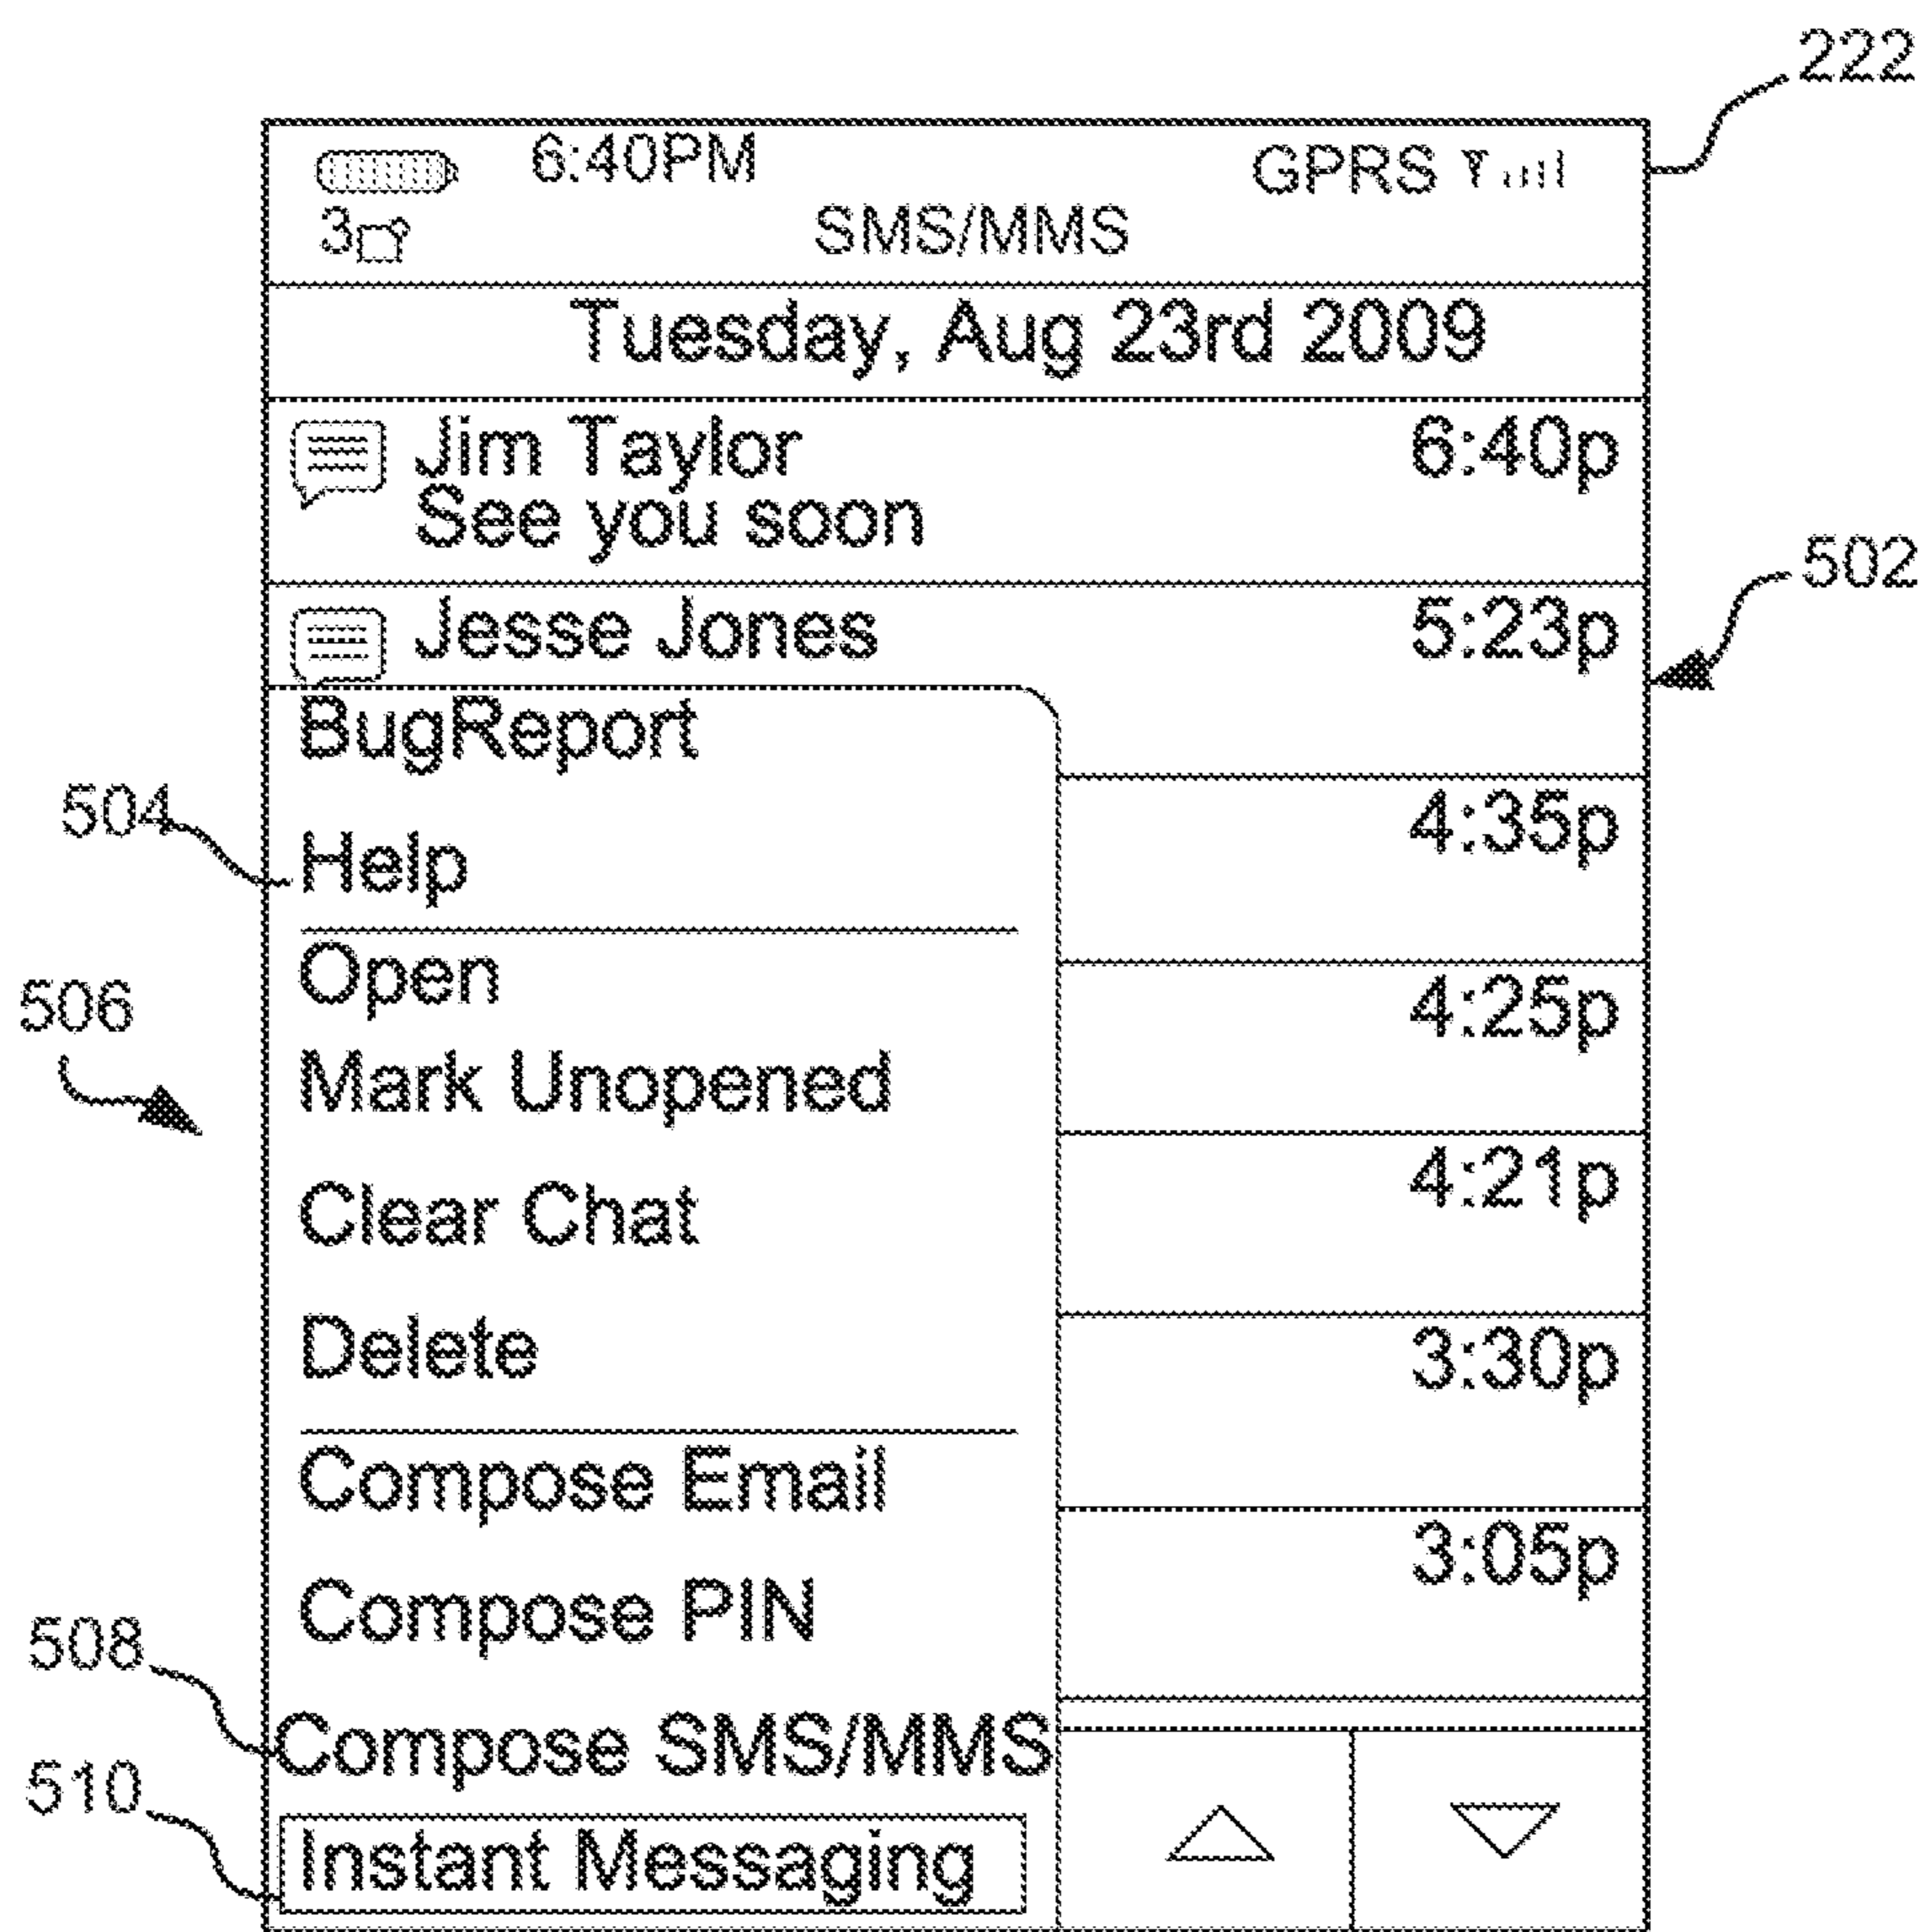 222
6:40PM GPRS
3 SMS/MMS
Tuesday, Aug 23rd 2009
Jim Taylor 6:40p
See you soon
502
Jesse Jones 5:23p
BugReport
504
4:35p
Help
Open
4:25p
506
Mark Unopened
4:21p
Clear Chat
Delete
3:30p
Compose Email
3:05p
Compose PIN
508
Compose SMS/MMS
510
Instant Messaging